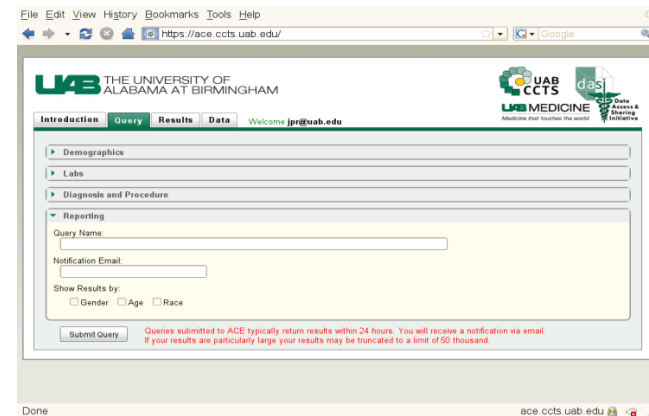 File Edit View History Bookmarks Tools Help
https://ace.ccts.uab.edu/
G Google
UAB THE UNIVERSITY OF
ALABAMA AT BIRMINGHAM
UAB
CCTS
dasi
UAB MEDICINE
Medicine that touches the world
Data
Access &
Sharing
Initiative
Introduction Query Results Data Welcome jpr@uab.edu
Demographics
Labs
Diagnosis and Procedure
Reporting
Query Name:
Notification Email:
Show Results by:
Gender Age Race
Submit Query
Queries submitted to ACE typically return results within 24 hours. You will receive a notification via email.
If your results are particularly large your results may be truncated to a limit of 50 thousand.
Done
ace.ccts.uab.edu